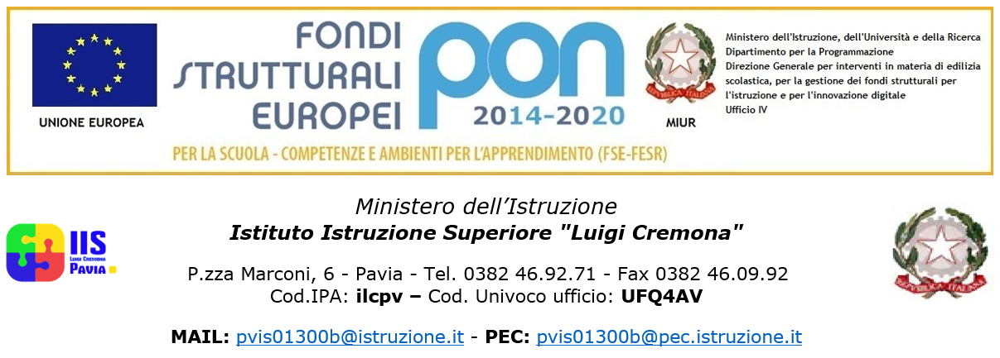 FONDI
STRUTTURALI
EUROPEI
pon
2014-2020
UNIONE EUROPEA
MIUR
Ministero dell'Istruzione, dell'Università e della Ricerca
Dipartimento per la Programmazione
Direzione Generale per interventi in materia di edilizia
scolastica, per la gestione dei fondi strutturali per
l'istruzione e per l'innovazione digitale
Ufficio IV
PER LA SCUOLA - COMPETENZE E AMBIENTI PER L'APPRENDIMENTO (FSE-FESR)
IIS
LUIGI CREMONA
PAVIA
Ministero dell’Istruzione
Istituto Istruzione Superiore "Luigi Cremona"
P.zza Marconi, 6 - Pavia - Tel. 0382 46.92.71 - Fax 0382 46.09.92
Cod.IPA: ilcpv – Cod. Univoco ufficio: UFQ4AV
MAIL: pvis01300b@istruzione.it - PEC: pvis01300b@pec.istruzione.it